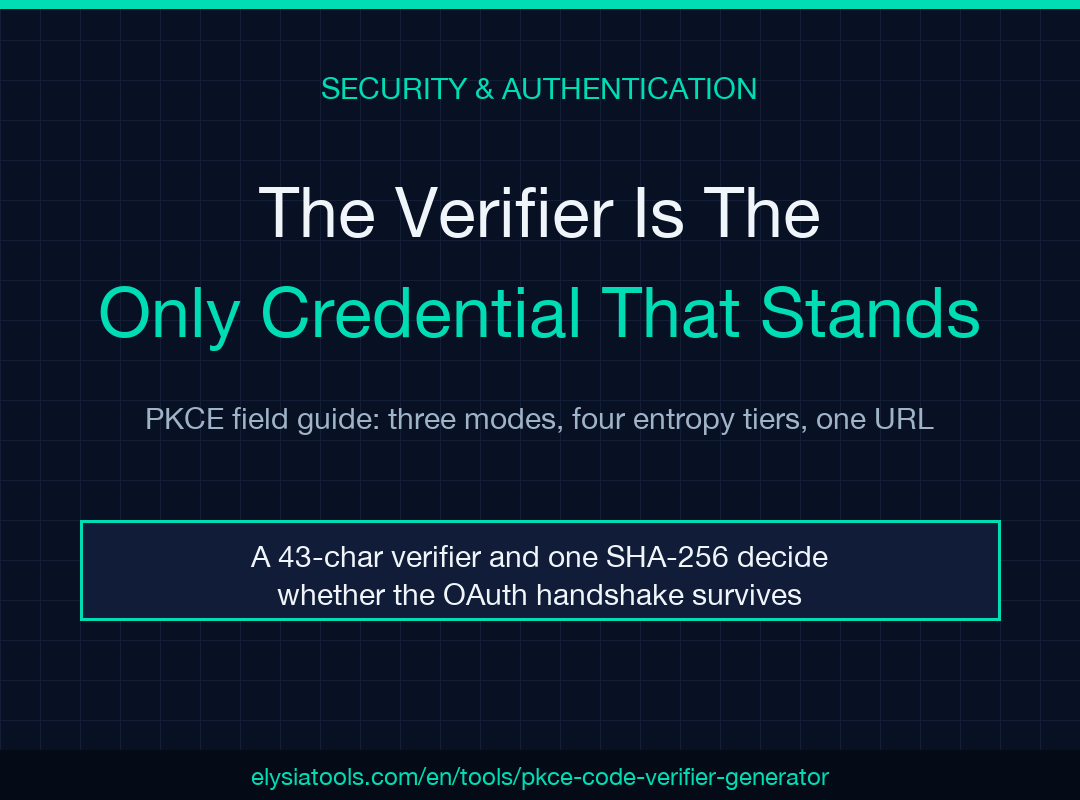 SECURITY & AUTHENTICATION
The Verifier Is The
Only Credential That Stands
PKCE field guide: three modes, four entropy tiers, one URL
A 43-char verifier and one SHA-256 decide
whether the OAuth handshake survives
elysiatools.com/en/tools/pkce-code-verifier-generator